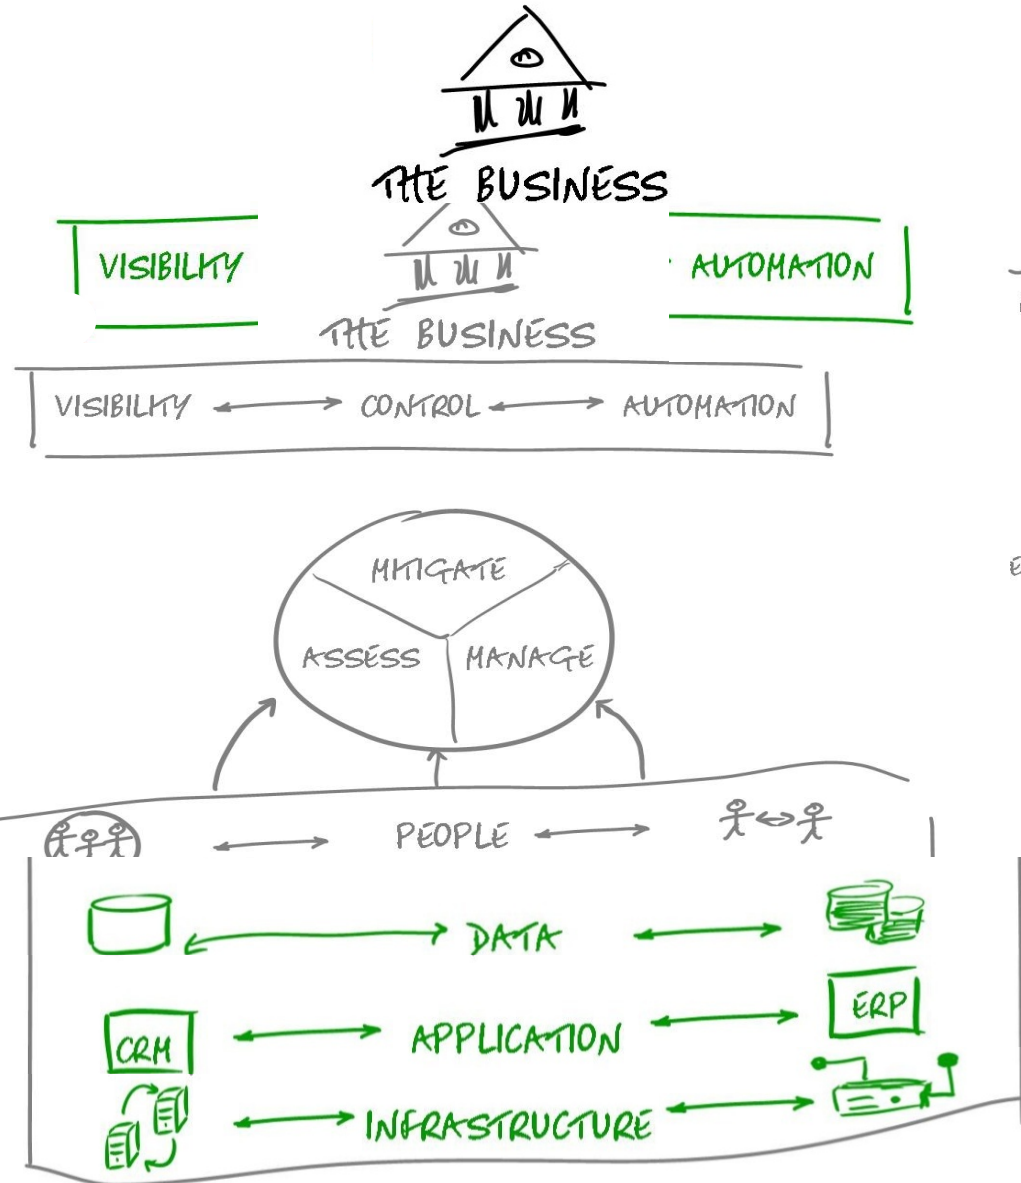 THE BUSINESS
VISIBILITY AUTOMATION
THE BUSINESS
VISIBILITY CONTROL AUTOMATION
MITIGATE
ASSESS MANAGE
PEOPLE
DATA
CRM APPLICATION ERP
INFRASTRUCTURE